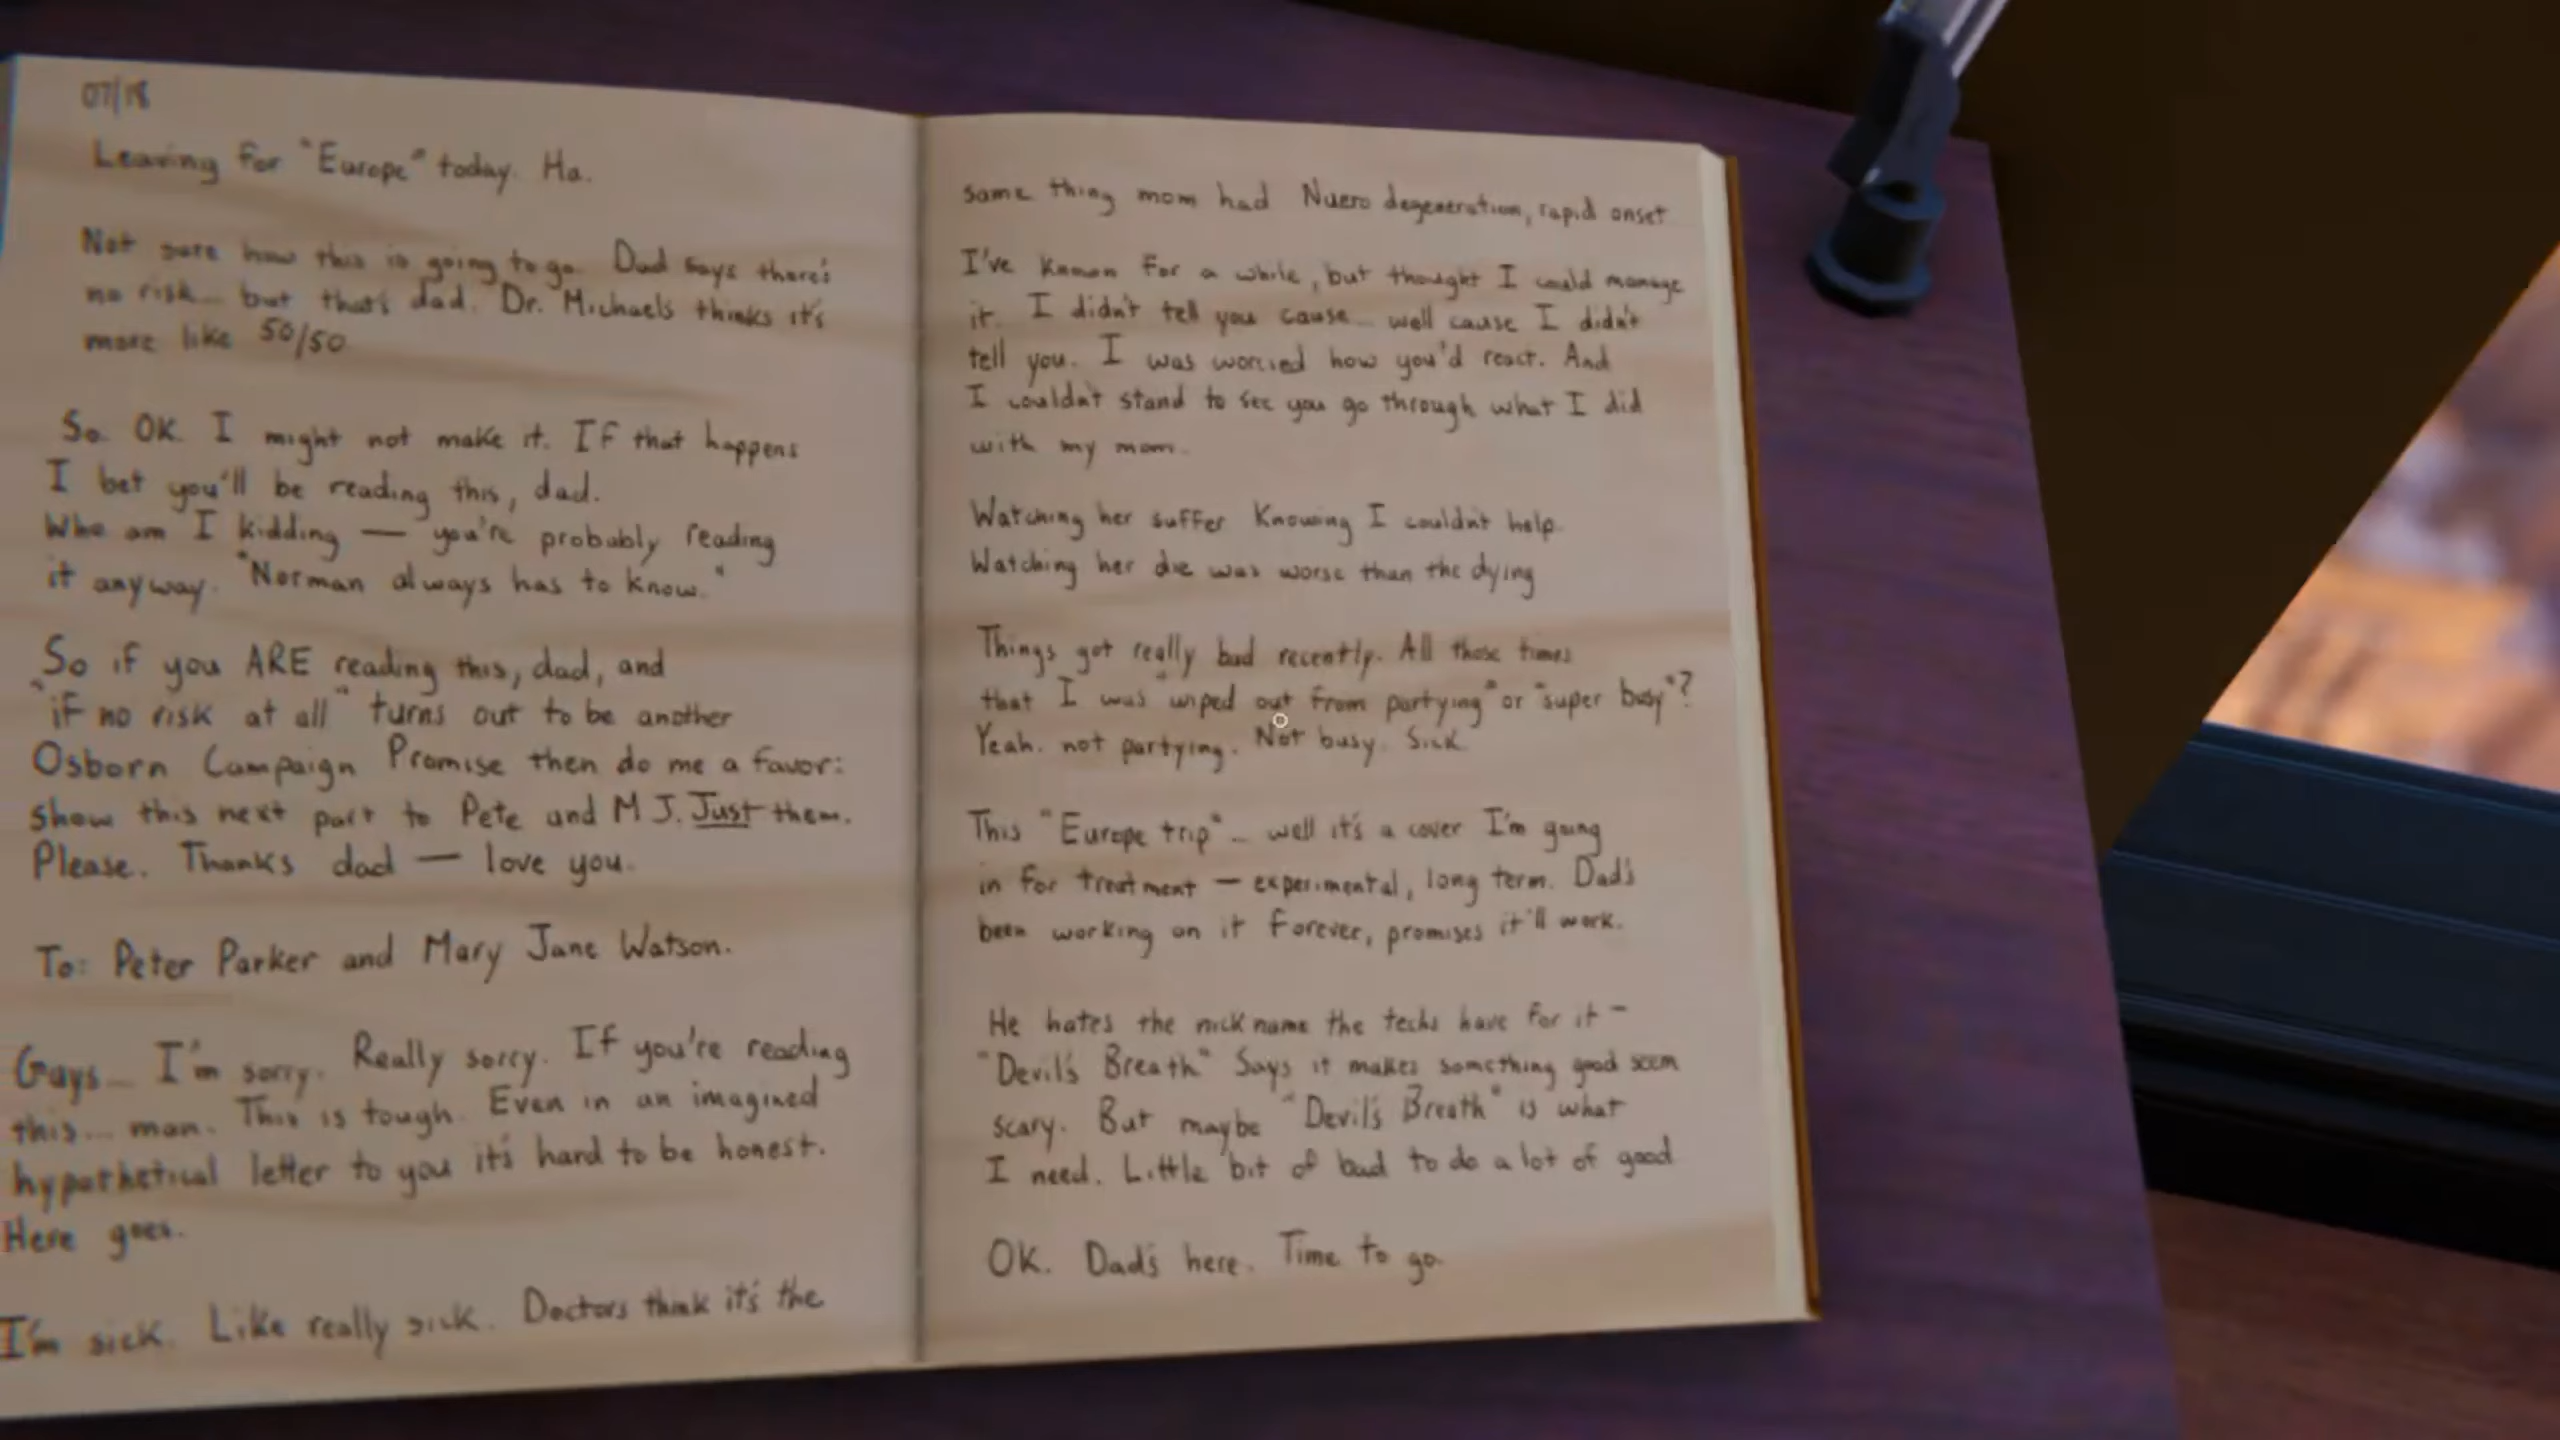 07/18
Leaving for "Europe" today. Ha.
Not sure how this is going to go. Dad says there's
no risk... but that's dad. Dr. Michaels thinks it's
more like 50/50
So. OK. I might not make it. IF that happens
I bet you'll be reading this, dad.
Who am I kidding — you're probably reading
it anyway. "Norman always has to know."
So if you ARE reading this, dad, and
"if no risk at all" turns out to be another
Osborn Campaign Promise then do me a favor:
show this next part to Pete and MJ. Just them.
Please. Thanks dad — love you.
To: Peter Parker and Mary Jane Watson.
Guys... I'm sorry. Really sorry. If you're reading
this... man. This is tough. Even in an imagined
hypothetical letter to you it's hard to be honest.
Here goes.
I'm sick. Like really sick. Doctors think it's the
same thing mom had Nuero degeneration, rapid onset
I've known for a while, but thought I could manage
it. I didn't tell you cause... well cause I didn't
tell you. I was worried how you'd react. And
I couldn't stand to see you go through what I did
with my mom.
Watching her suffer Knowing I couldn't help.
Watching her die was worse than the dying
Things got really bad recently. All those times
that I was "wiped out from partying" or "super busy"?
Yeah. not partying. Not busy. Sick.
This "Europe trip"... well it's a cover I'm going
in for treatment — experimental, long term. Dad's
been working on it forever, promises it'll work.
He hates the nickname the techs have for it -
"Devil's Breath" Says it makes something good seem
scary. But maybe "Devil's Breath" is what
I need. Little bit of bad to do a lot of good
OK. Dad's here. Time to go.